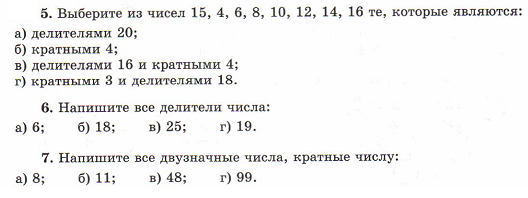 5. Выберите из чисел 15, 4, 6, 8, 10, 12, 14, 16 те, которые являются:
а) делителями 20;
б) кратными 4;
в) делителями 16 и кратными 4;
г) кратными 3 и делителями 18.
6. Напишите все делители числа:
а) 6; б) 18; в) 25; г) 19.
7. Напишите все двузначные числа, кратные числу:
а) 8; б) 11; в) 48; г) 99.